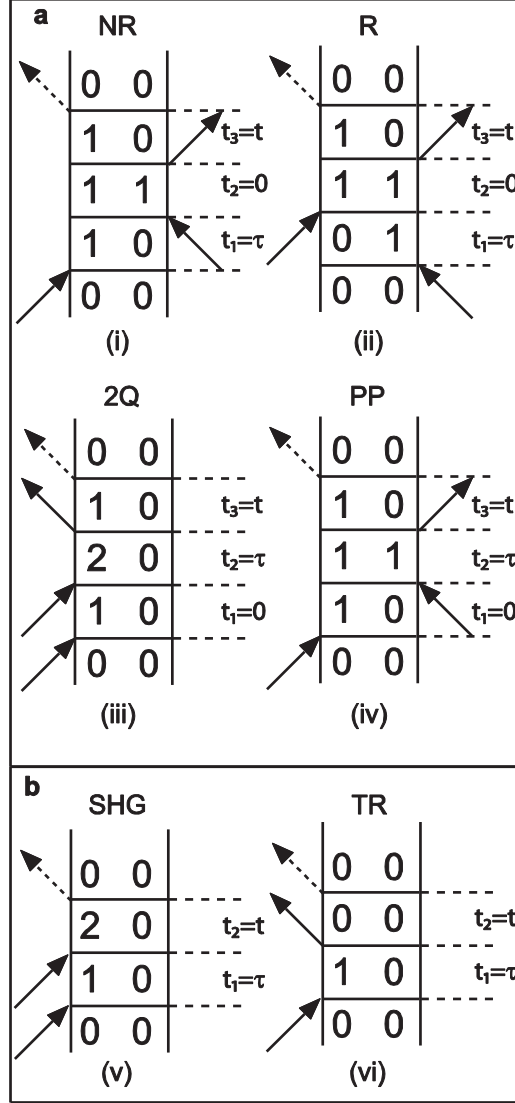 a
NR
0 0
1 0 t₃=t
1 1 t₂=0
1 0 t₁=τ
0 0
(i)
R
0 0
1 0 t₃=t
1 1 t₂=0
0 1 t₁=τ
0 0
(ii)
2Q
0 0
1 0 t₃=t
2 0 t₂=τ
1 0 t₁=0
0 0
(iii)
PP
0 0
1 0 t₃=t
1 1 t₂=τ
1 0 t₁=0
0 0
(iv)
b
SHG
0 0
2 0 t₂=t
1 0 t₁=τ
0 0
(v)
TR
0 0
0 0 t₂=t
1 0 t₁=τ
0 0
(vi)